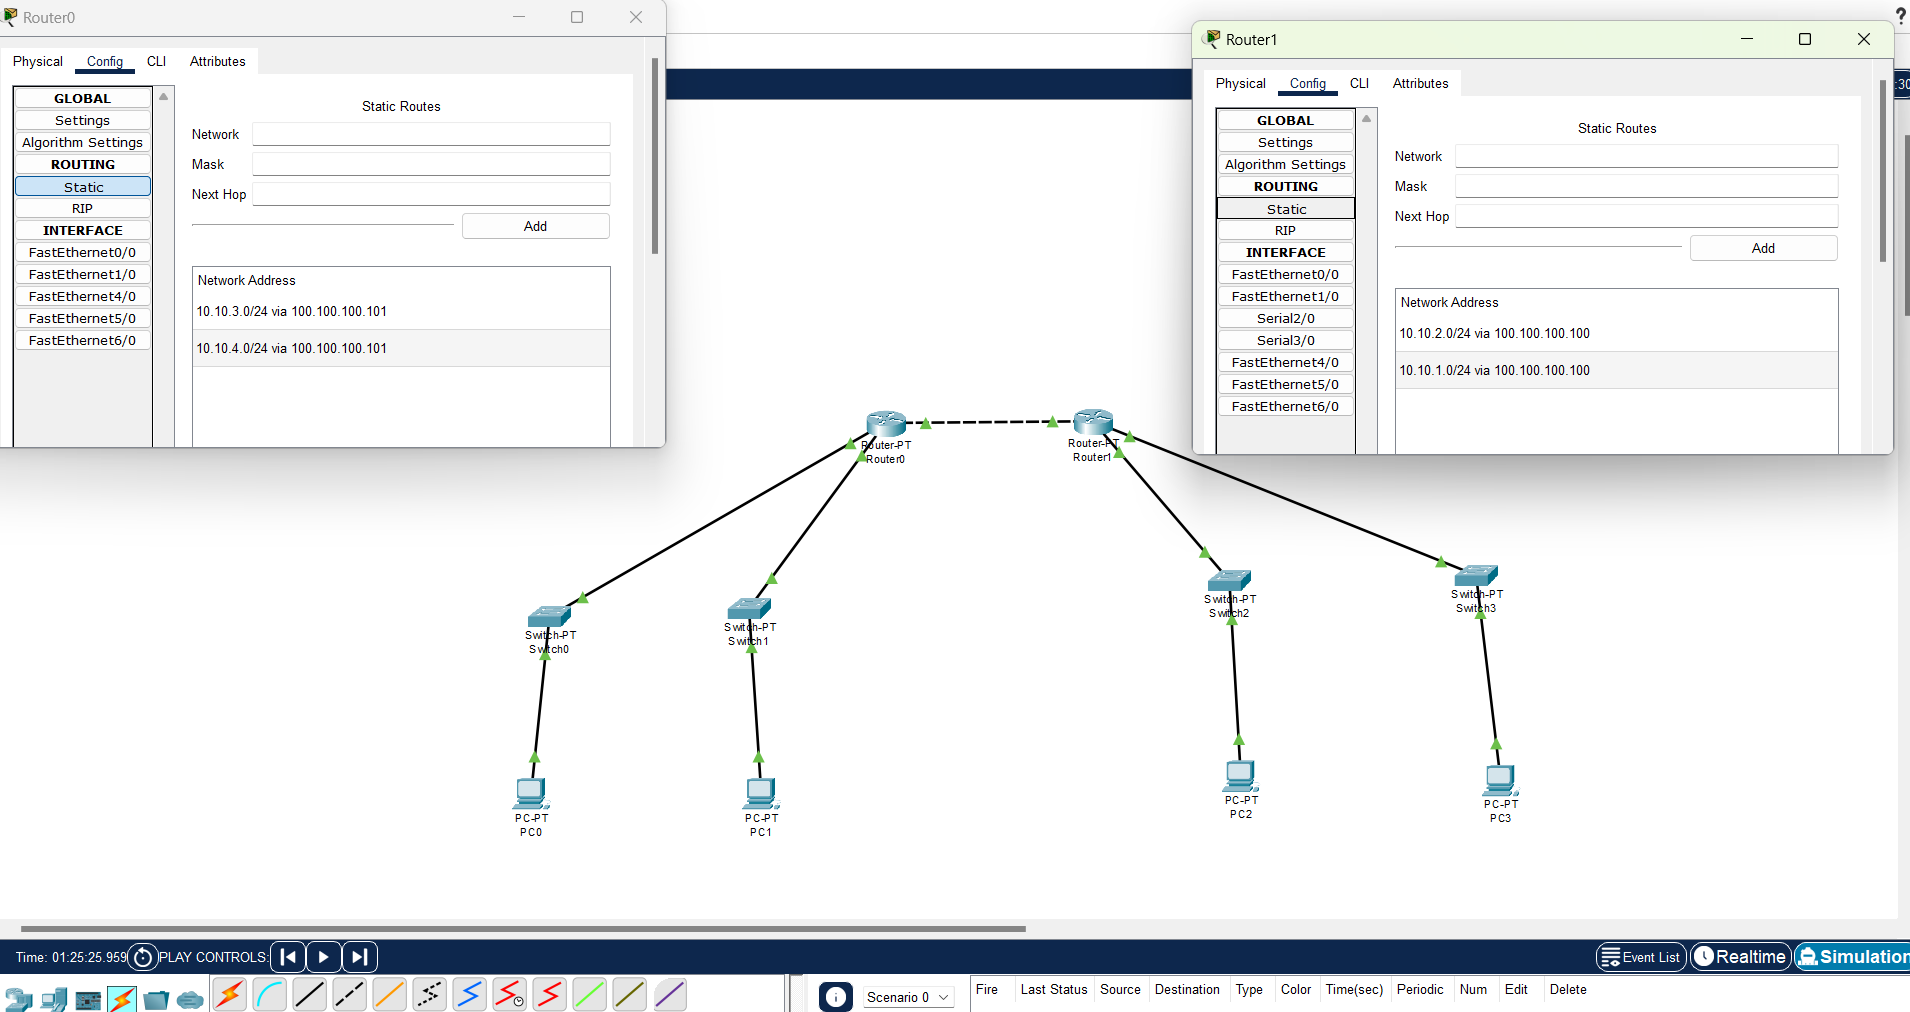 Router0
Physical Config CLI Attributes
GLOBAL
Settings
Algorithm Settings
ROUTING
Static
RIP
INTERFACE
FastEthernet0/0
FastEthernet1/0
FastEthernet4/0
FastEthernet5/0
FastEthernet6/0
Static Routes
Network
Mask
Next Hop
Add
Network Address
10.10.3.0/24 via 100.100.100.101
10.10.4.0/24 via 100.100.100.101
?
Router1
Physical Config CLI Attributes
GLOBAL
Settings
Algorithm Settings
ROUTING
Static
RIP
INTERFACE
FastEthernet0/0
FastEthernet1/0
Serial2/0
Serial3/0
FastEthernet4/0
FastEthernet5/0
FastEthernet6/0
Static Routes
Network
Mask
Next Hop
Add
Network Address
10.10.2.0/24 via 100.100.100.100
10.10.1.0/24 via 100.100.100.100
:30
Router-PT
Router0
Router-PT
Router1
Switch-PT
Switch0
Switch-PT
Switch1
Switch-PT
Switch2
Switch-PT
Switch3
PC-PT
PC0
PC-PT
PC1
PC-PT
PC2
PC-PT
PC3
Time: 01:25:25.959 PLAY CONTROLS: Event List Realtime Simulation
Scenario 0 Fire Last Status Source Destination Type Color Time(sec) Periodic Num Edit Delete